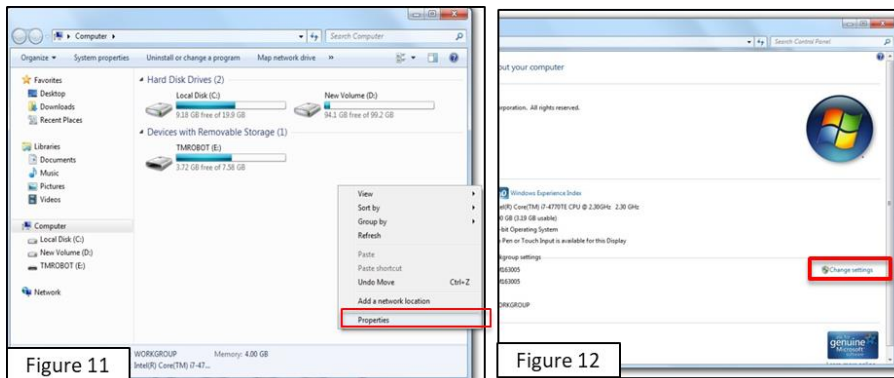 Computer
Search Computer
Organize
System properties
Uninstall or change a program
Map network drive
»
Favorites
Desktop
Downloads
Recent Places
Libraries
Documents
Music
Pictures
Videos
Computer
Local Disk (C:)
New Volume (D:)
TMROBOT (E:)
Network
Hard Disk Drives (2)
Local Disk (C:)
9.18 GB free of 19.9 GB
New Volume (D:)
94.1 GB free of 99.2 GB
Devices with Removable Storage (1)
TMROBOT (E:)
3.72 GB free of 7.58 GB
View
Sort by
Group by
Refresh
Paste
Paste shortcut
Undo Move Ctrl+Z
Add a network location
Properties
WORKGROUP Memory: 4.00 GB
Intel(R) Core(TM) i7-47...
Figure 11
Search Control Panel
out your computer
orporation. All rights reserved.
Windows Experience Index
el(R) Core(TM) i7-4770TE CPU @ 2.30GHz 2.30 GHz
0 GB (3.19 GB usable)
-bit Operating System
Pen or Touch Input is available for this Display
kgroup settings
163005
Change settings
163005
ORKGROUP
genuine
Microsoft
Figure 12